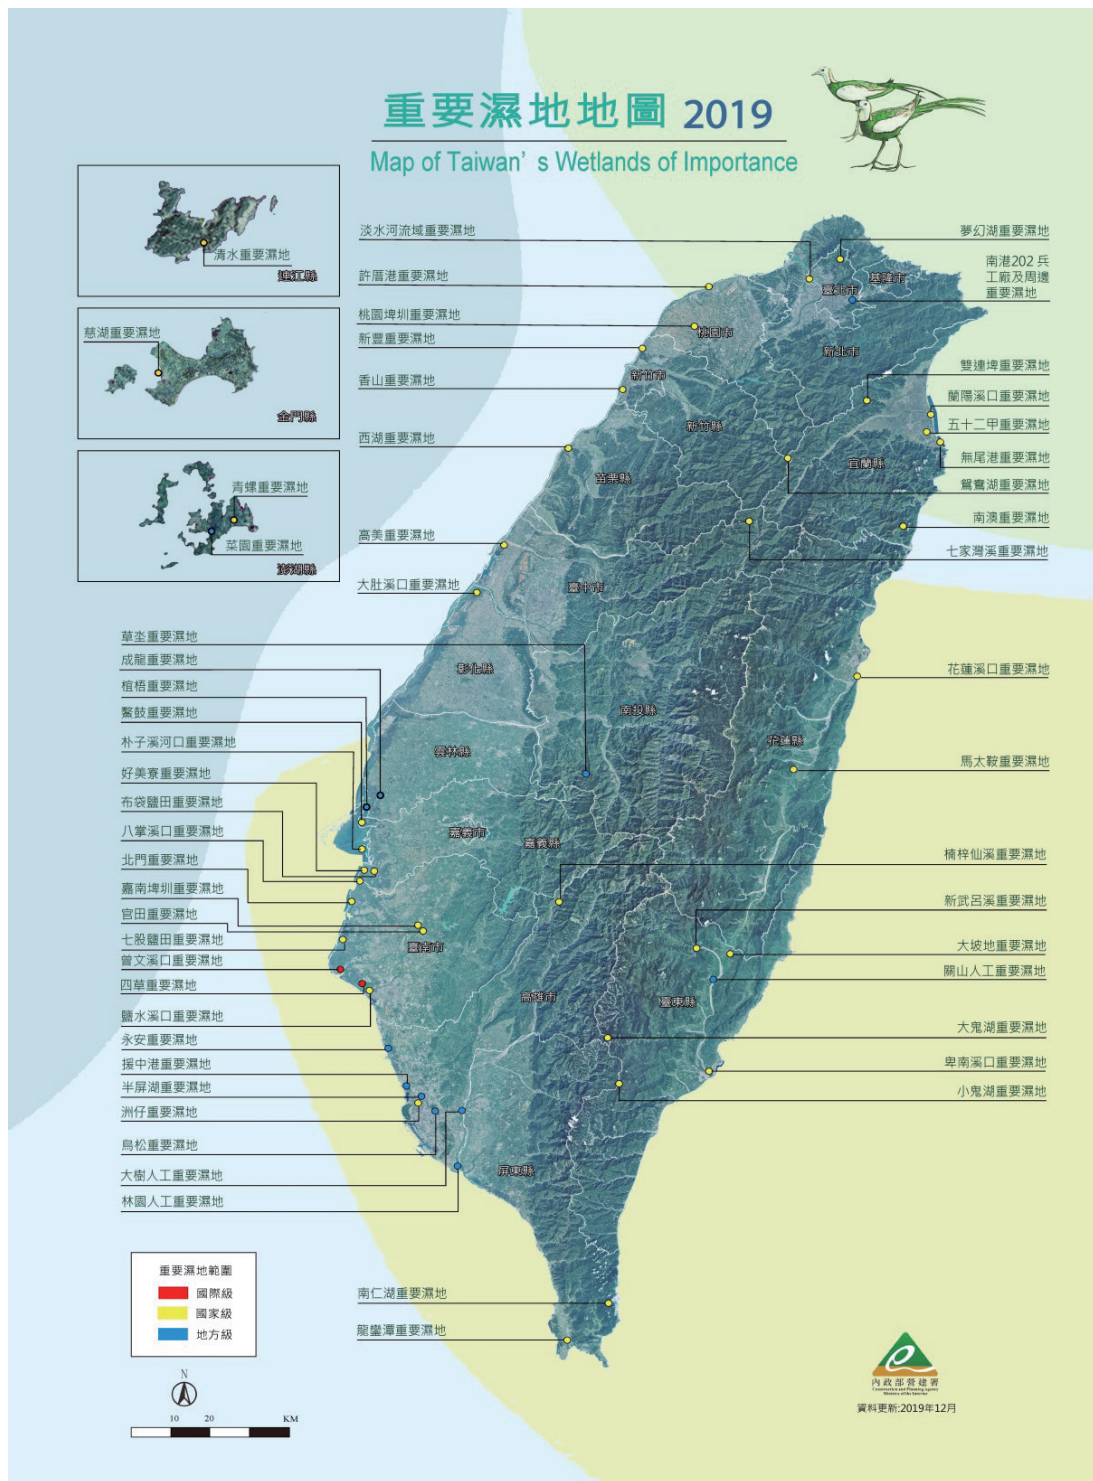 重要濕地地圖 2019
Map of Taiwan's Wetlands of Importance
清水重要濕地
連江縣
慈湖重要濕地
金門縣
青螺重要濕地
菜園重要濕地
澎湖縣
淡水河流域重要濕地
許厝港重要濕地
桃園埤圳重要濕地
新豐重要濕地
香山重要濕地
西湖重要濕地
高美重要濕地
大肚溪口重要濕地
草坔重要濕地
成龍重要濕地
椬梧重要濕地
鰲鼓重要濕地
朴子溪河口重要濕地
好美寮重要濕地
布袋鹽田重要濕地
八掌溪口重要濕地
北門重要濕地
嘉南埤圳重要濕地
官田重要濕地
七股鹽田重要濕地
曾文溪口重要濕地
四草重要濕地
鹽水溪口重要濕地
永安重要濕地
援中港重要濕地
半屏湖重要濕地
洲仔重要濕地
鳥松重要濕地
大樹人工重要濕地
林園人工重要濕地
南仁湖重要濕地
龍鑾潭重要濕地
夢幻湖重要濕地
南港202 兵
工廠及周邊
重要濕地
雙連埤重要濕地
蘭陽溪口重要濕地
五十二甲重要濕地
無尾港重要濕地
鴛鴦湖重要濕地
南澳重要濕地
七家灣溪重要濕地
花蓮溪口重要濕地
馬太鞍重要濕地
楠梓仙溪重要濕地
新武呂溪重要濕地
大坡地重要濕地
關山人工重要濕地
大鬼湖重要濕地
卑南溪口重要濕地
小鬼湖重要濕地
基隆市
臺北市
新北市
桃園市
新竹市
新竹縣
宜蘭縣
苗栗縣
臺中市
彰化縣
南投縣
花蓮縣
雲林縣
嘉義市
嘉義縣
臺南市
高雄市
臺東縣
屏東縣
重要濕地範圍
國際級
國家級
地方級
N
10 20 KM
內政部營建署
Construction and Planning Agency
Ministry of the Interior
資料更新:2019年12月